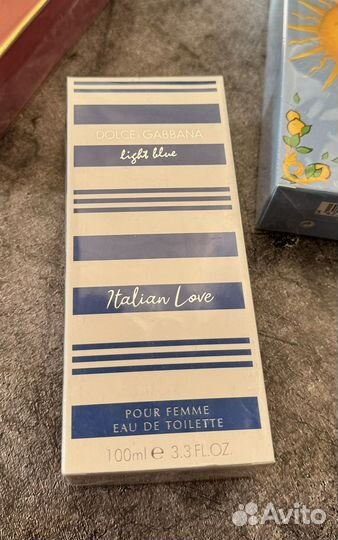 DOLCE & GABBANA
light blue
Italian Love
POUR FEMME
EAU DE TOILETTE
100ml e 3.3 FL.OZ.
Avito